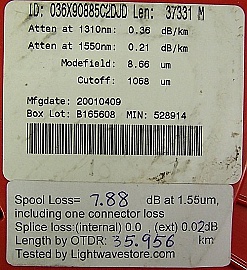 ID: 036X90885C2DJD Len: 37331 M
Atten at 1310nm: 0.36 dB/km
Atten at 1550nm: 0.21 dB/km
Modefield: 8.66 um
Cutoff: 1068 um
Mfgdate: 20010409
Box Lot: B165608 MIN: 528914
Spool Loss= 7.88 dB at 1.55um,
including one connector loss
Splice loss:(internal) 0.0 , (ext) 0.02dB
Length by OTDR: 35.956 km
Tested by Lightwavestore.com